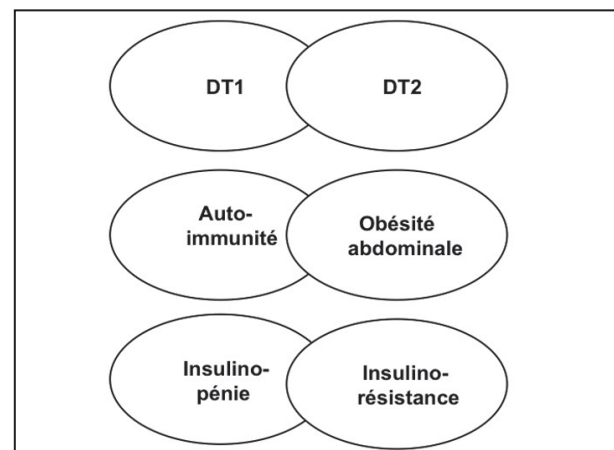 DT1 DT2
Auto-
immunité
Obésité
abdominale
Insulino-
pénie
Insulino-
résistance